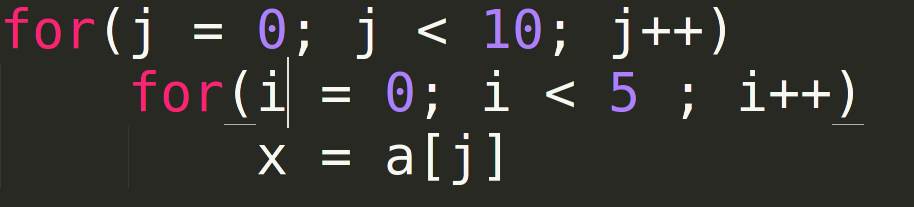 for(j = 0; j < 10; j++)
    for(i = 0; i < 5 ; i++)
        x = a[j]